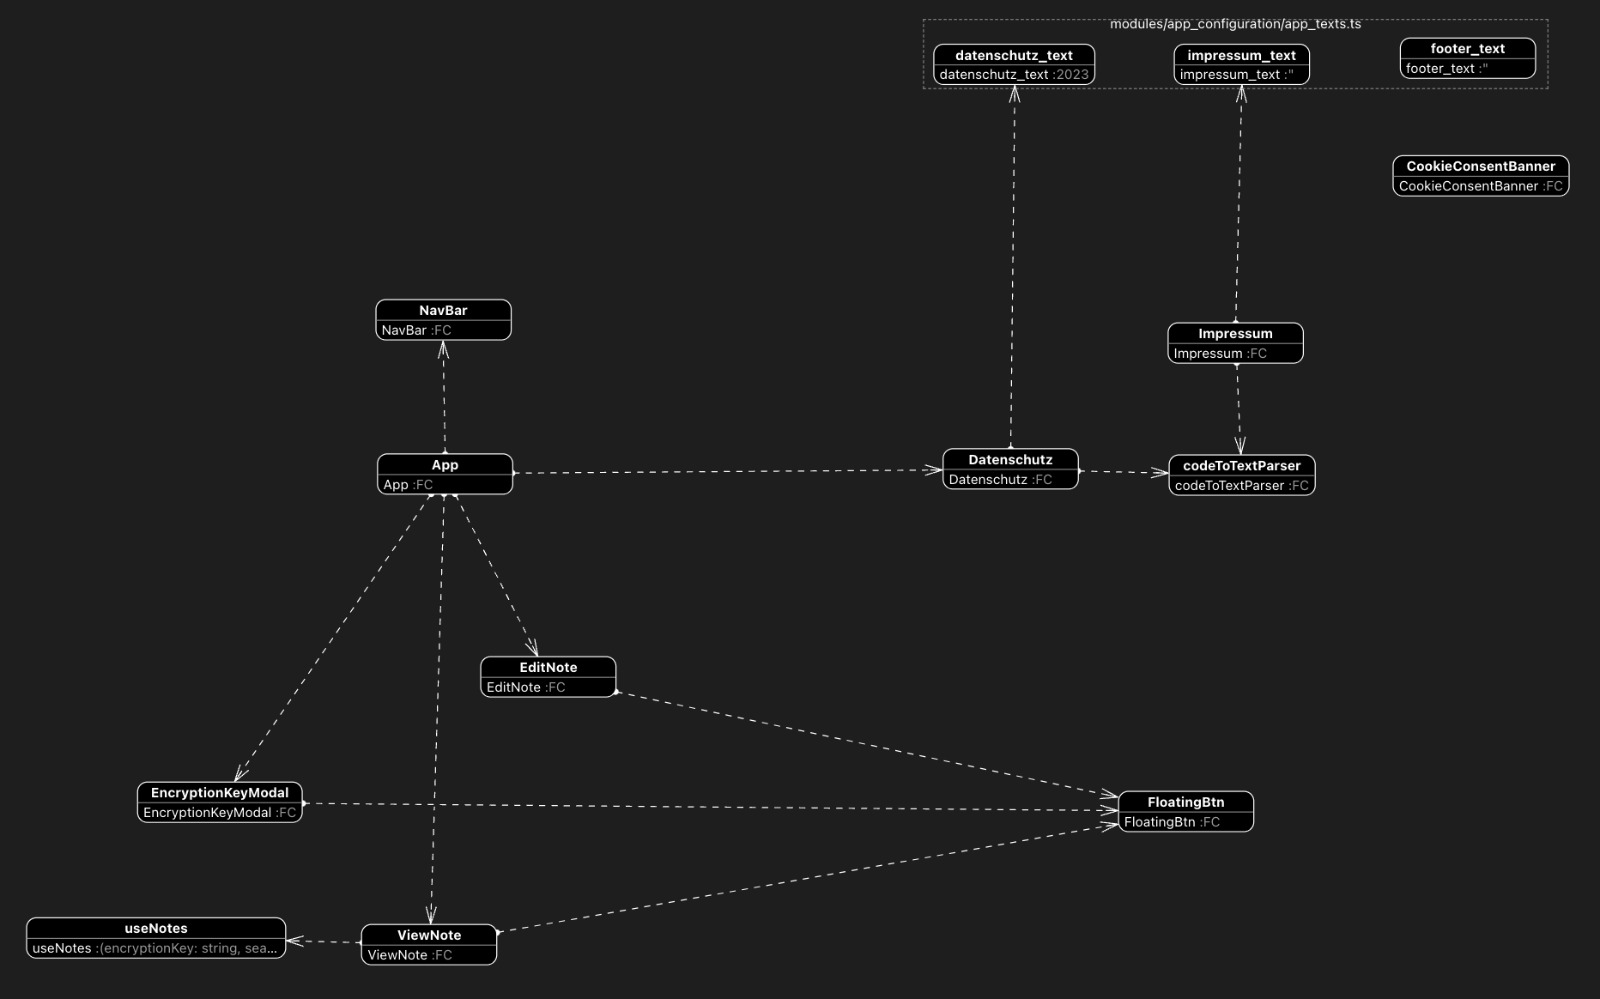 modules/app_configuration/app_texts.ts
datenschutz_text
datenschutz_text :2023
impressum_text
impressum_text :"
footer_text
footer_text :"
CookieConsentBanner
CookieConsentBanner :FC
NavBar
NavBar :FC
Impressum
Impressum :FC
App
App :FC
Datenschutz
Datenschutz :FC
codeToTextParser
codeToTextParser :FC
EditNote
EditNote :FC
EncryptionKeyModal
EncryptionKeyModal :FC
FloatingBtn
FloatingBtn :FC
useNotes
useNotes :(encryptionKey: string, sea...
ViewNote
ViewNote :FC